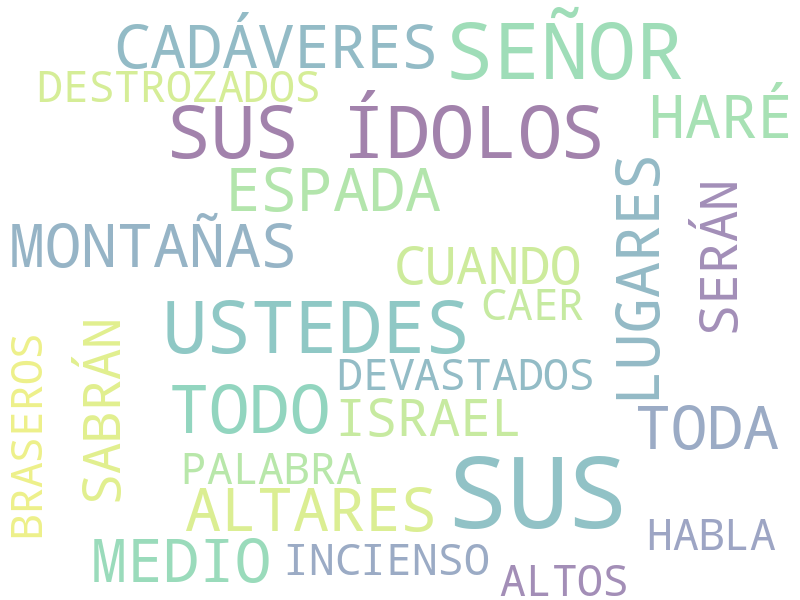 CADÁVERES
SEÑOR
DESTROZADOS
HARÉ
SUS ÍDOLOS
ESPADA
LUGARES
SERÁN
MONTAÑAS
CUANDO
CAER
USTEDES
BRASEROS
SABRÁN
DEVASTADOS
TODO
ISRAEL
TODA
PALABRA
SUS
ALTARES
HABLA
MEDIO
INCIENSO
ALTOS